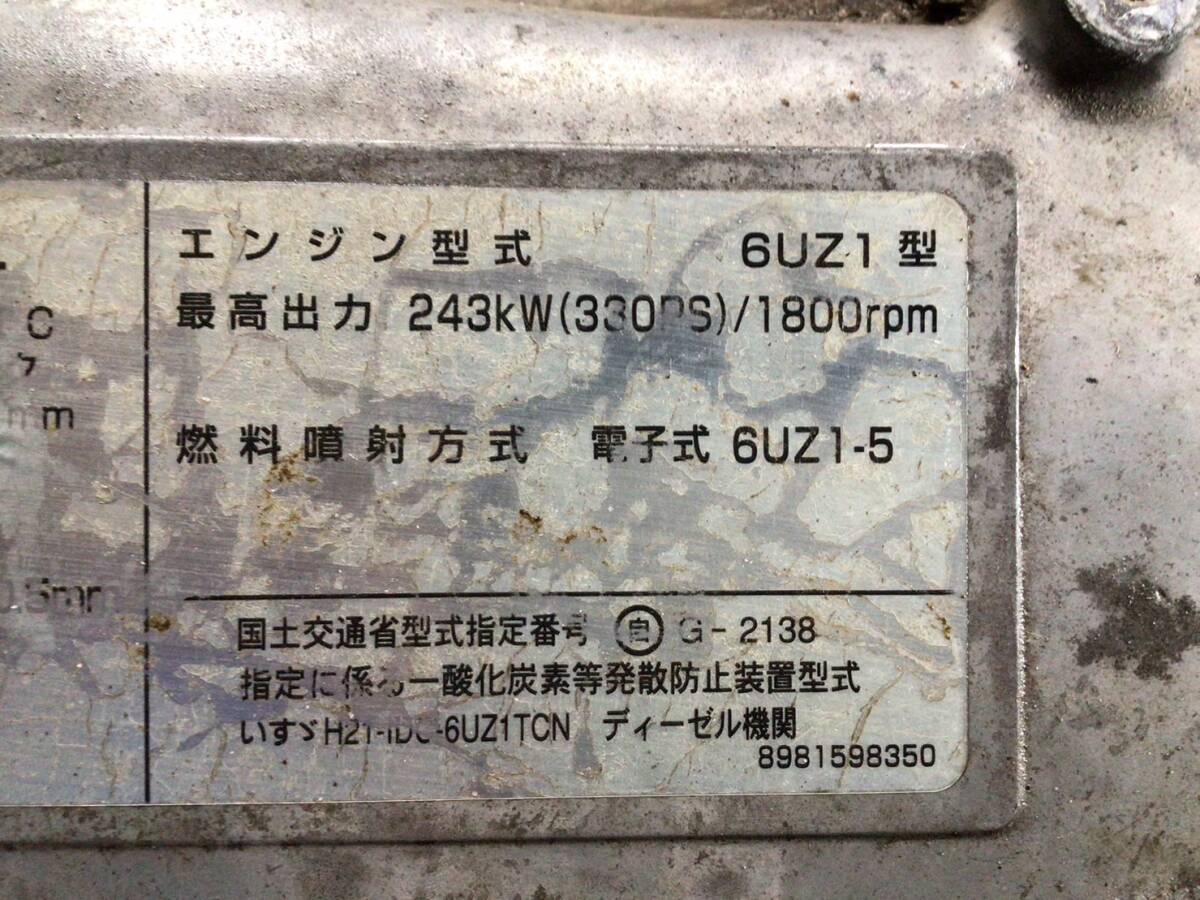 エンジン型式 6UZ1型
最高出力 243kW(330PS)/1800rpm
燃料噴射方式 電子式 6UZ1-5
国土交通省型式指定番号 ㉂ G-2138
指定に係る一酸化炭素等発散防止装置型式
いすゞ ディーゼル機関
8981598350
C
mm